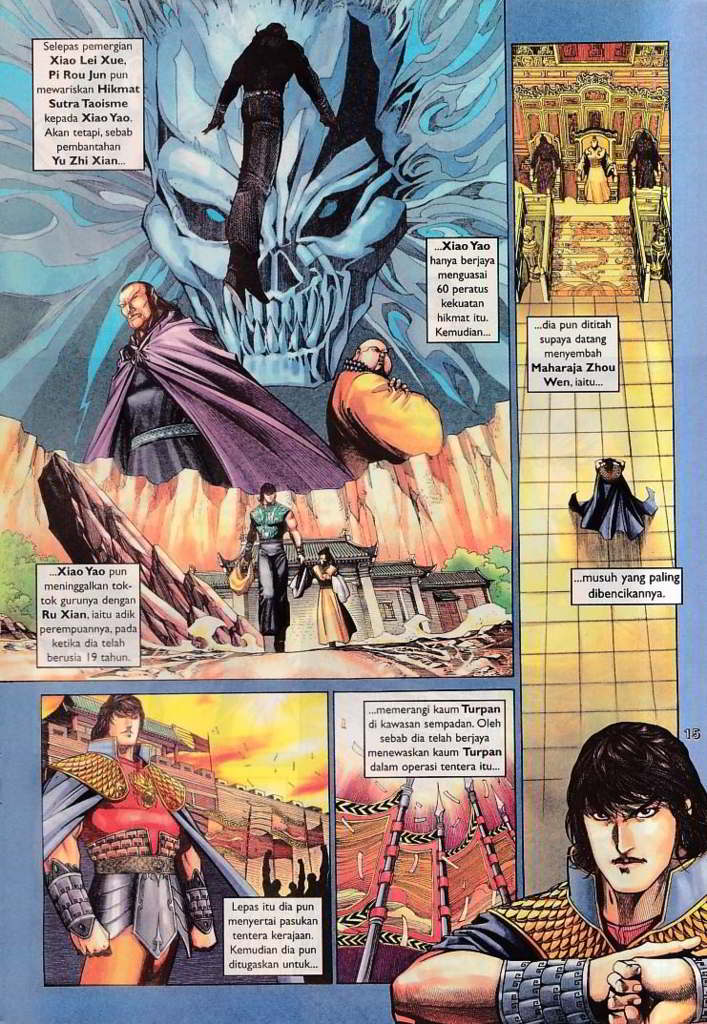 Selepas pemergian
Xiao Lei Xue,
Pi Rou Jun pun
mewariskan Hikmat
Sutra Taoisme
kepada Xiao Yao.
Akan tetapi, sebab
pembantahan
Yu Zhi Xian...
...Xiao Yao
hanya berjaya
menguasai
60 peratus
kekuatan
hikmat itu.
Kemudian...
...Xiao Yao pun
meninggalkan tok-
tok gurunya dengan
Ru Xian, iaitu adik
perempuannya, pada
ketika dia telah
berusia 19 tahun.
Lepas itu dia pun
menyertai pasukan
tentera kerajaan.
Kemudian dia pun
ditugaskan untuk...
...memerangi kaum Turpan
di kawasan sempadan. Oleh
sebab dia telah berjaya
menewaskan kaum Turpan
dalam operasi tentera itu...
...dia pun dititah
supaya datang
menyembah
Maharaja Zhou
Wen, iaitu...
...musuh yang paling
dibencikannya.
15